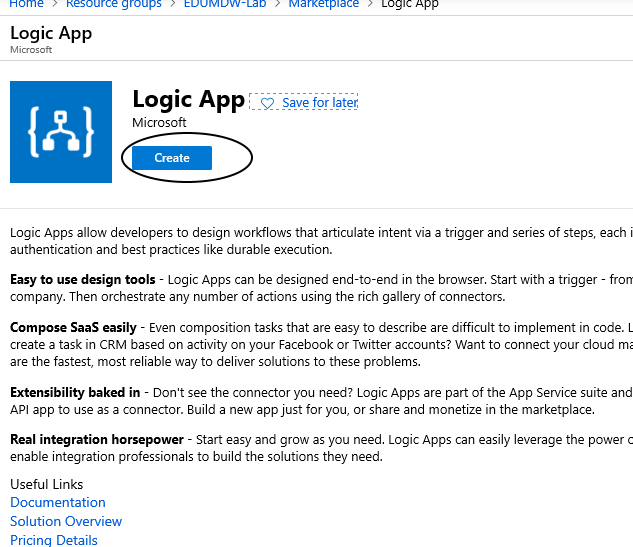 Home > Resource groups > EDUMDW-Lab > Marketplace > Logic App
Logic App
Microsoft
Logic App Save for later
Microsoft
Create
Logic Apps allow developers to design workflows that articulate intent via a trigger and series of steps, each i
authentication and best practices like durable execution.
Easy to use design tools - Logic Apps can be designed end-to-end in the browser. Start with a trigger - from
company. Then orchestrate any number of actions using the rich gallery of connectors.
Compose SaaS easily - Even composition tasks that are easy to describe are difficult to implement in code. L
create a task in CRM based on activity on your Facebook or Twitter accounts? Want to connect your cloud ma
are the fastest, most reliable way to deliver solutions to these problems.
Extensibility baked in - Don't see the connector you need? Logic Apps are part of the App Service suite and
API app to use as a connector. Build a new app just for you, or share and monetize in the marketplace.
Real integration horsepower - Start easy and grow as you need. Logic Apps can easily leverage the power o
enable integration professionals to build the solutions they need.
Useful Links
Documentation
Solution Overview
Pricing Details